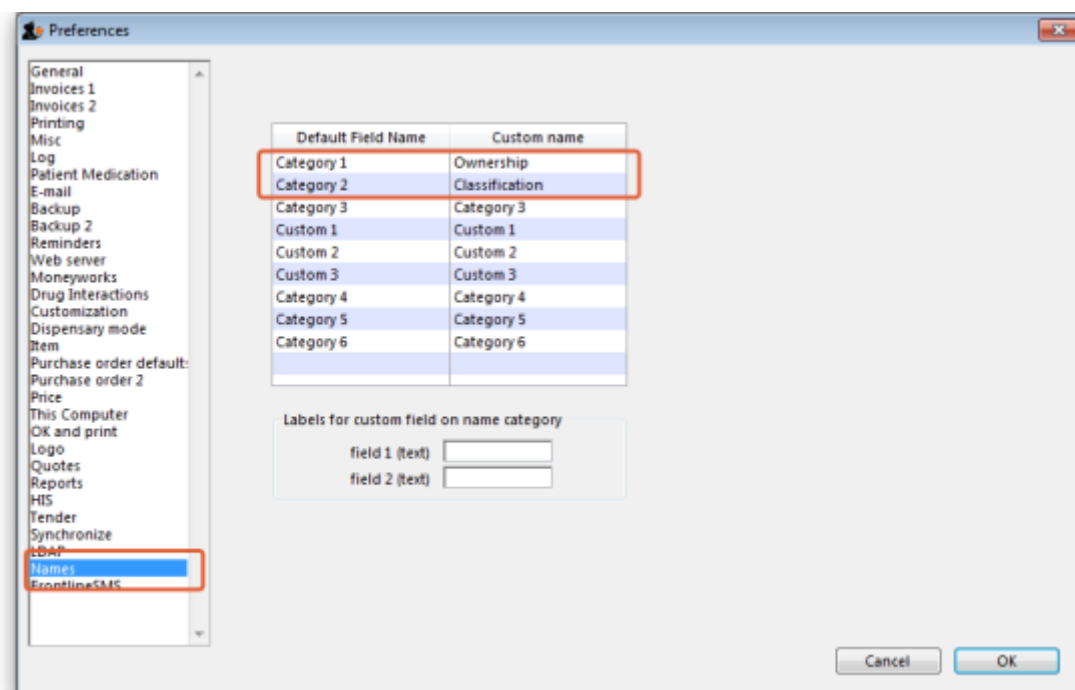 Preferences
General
Invoices 1
Invoices 2
Printing
Misc
Log
Patient Medication
E-mail
Backup
Backup 2
Reminders
Web server
Moneyworks
Drug Interactions
Customization
Dispensary mode
Item
Purchase order default:
Purchase order 2
Price
This Computer
OK and print
Logo
Quotes
Reports
HIS
Tender
Synchronize
LDAP
Names
FrontlineSMS
Default Field Name Custom name
Category 1 Ownership
Category 2 Classification
Category 3 Category 3
Custom 1 Custom 1
Custom 2 Custom 2
Custom 3 Custom 3
Category 4 Category 4
Category 5 Category 5
Category 6 Category 6
Labels for custom field on name category
field 1 (text)
field 2 (text)
Cancel OK